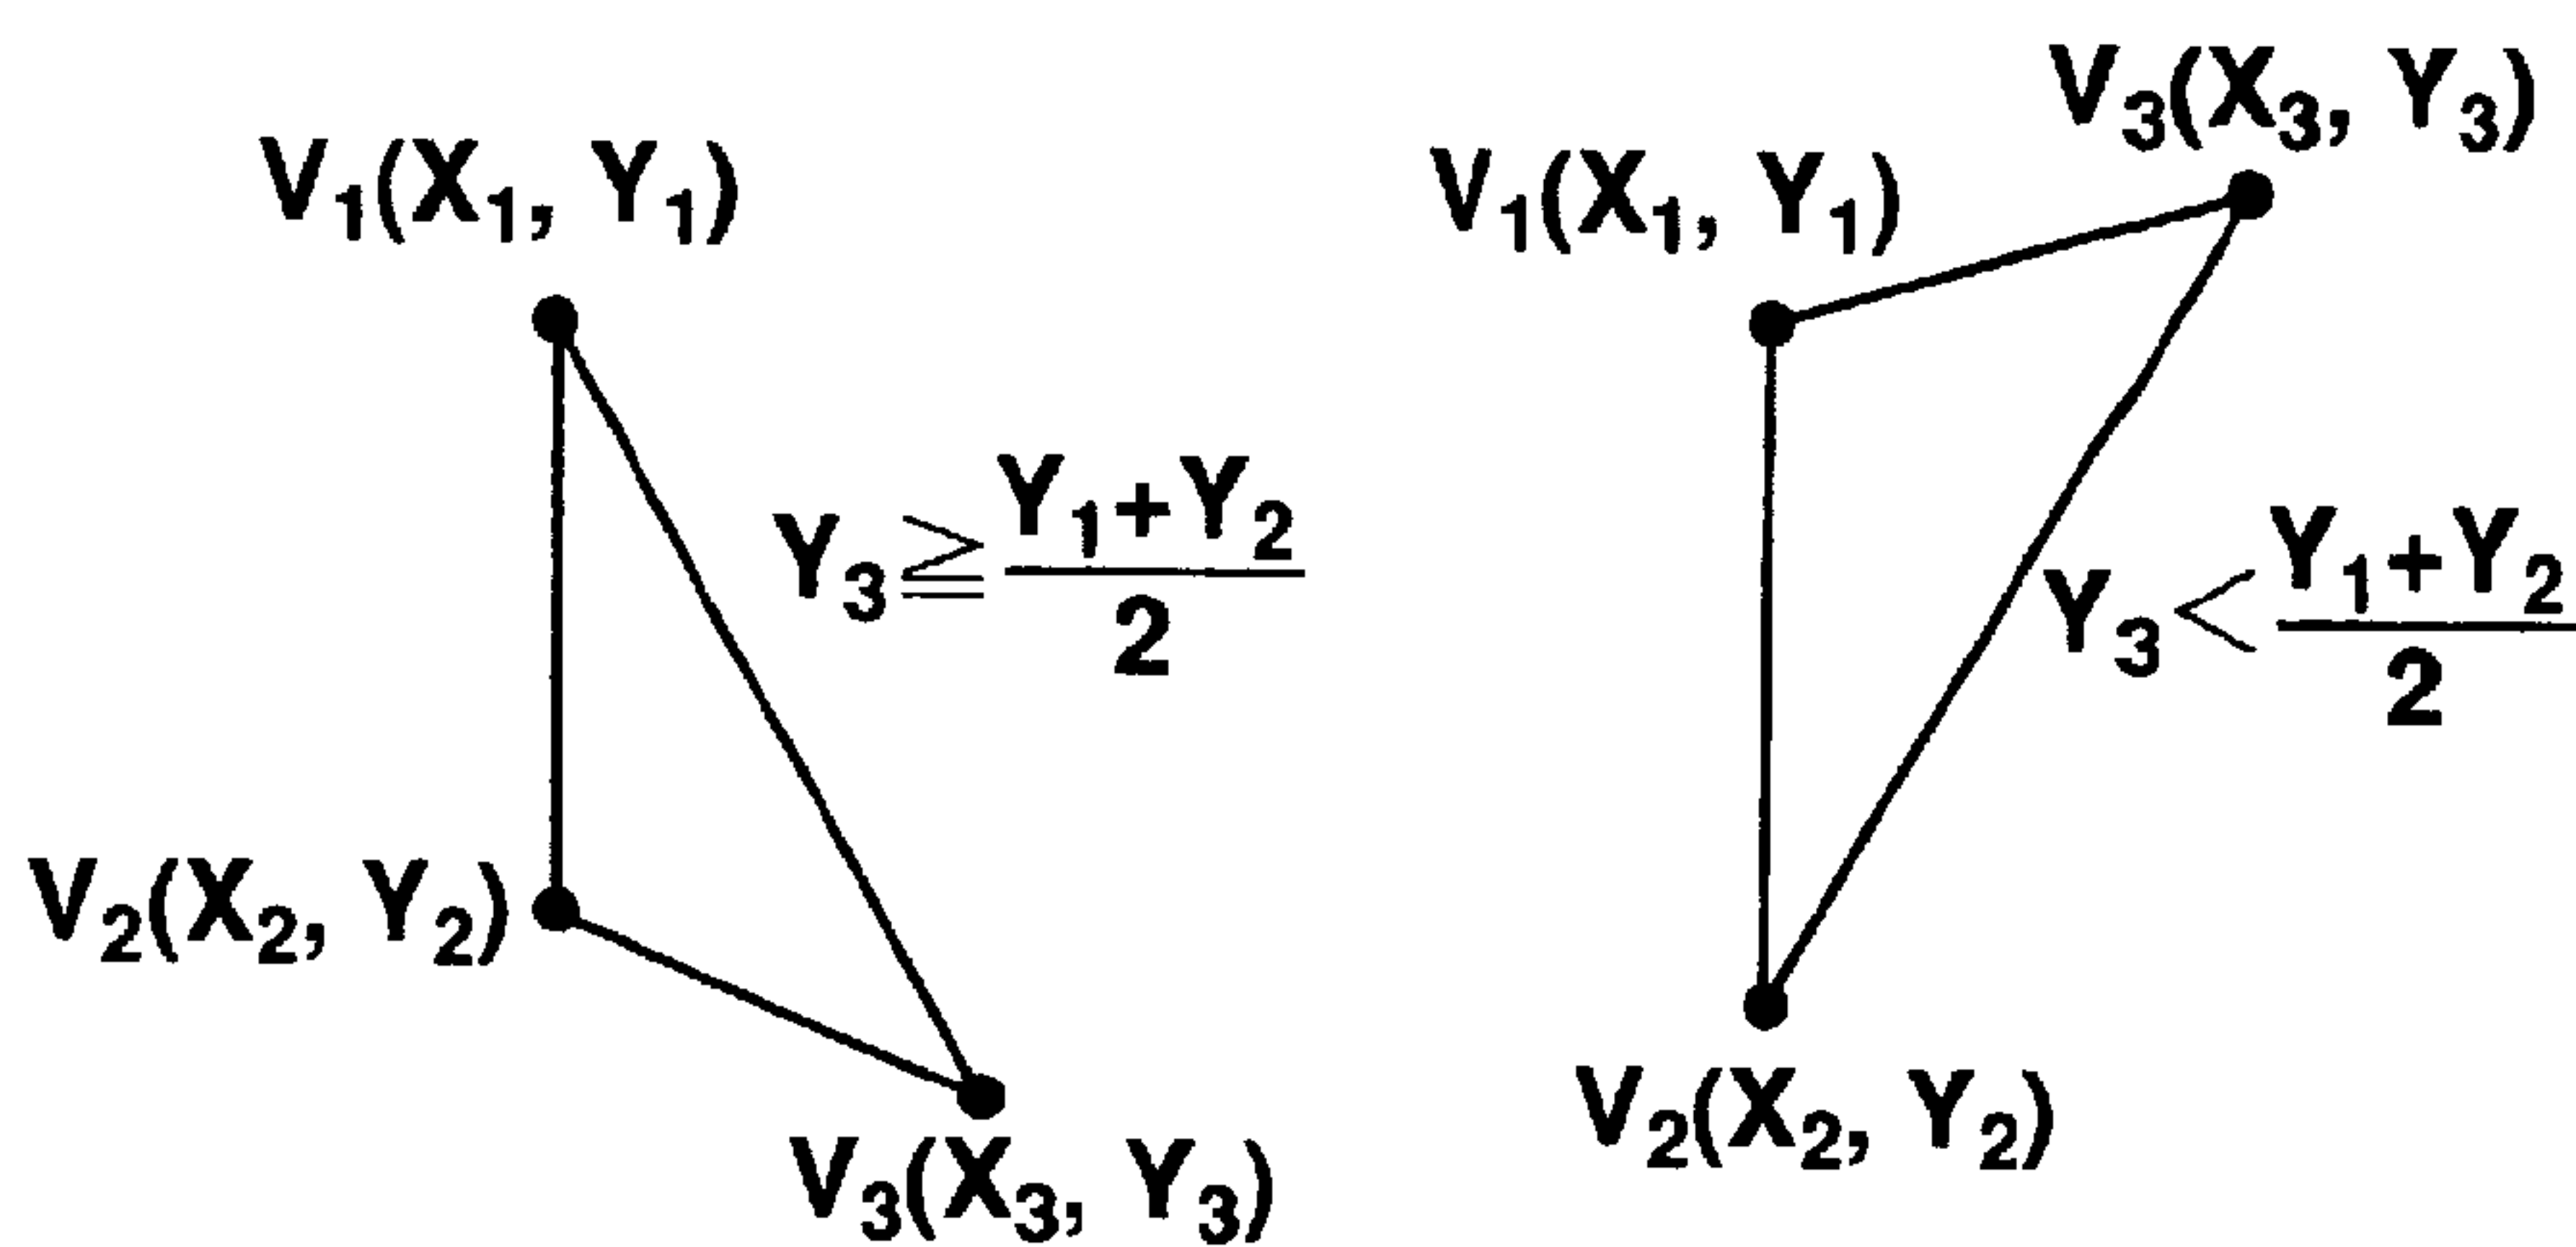 V₁(X₁, Y₁)
Y₃≧(Y₁+Y₂)/2
V₂(X₂, Y₂)
V₃(X₃, Y₃)
V₃(X₃, Y₃)
V₁(X₁, Y₁)
Y₃<(Y₁+Y₂)/2
V₂(X₂, Y₂)